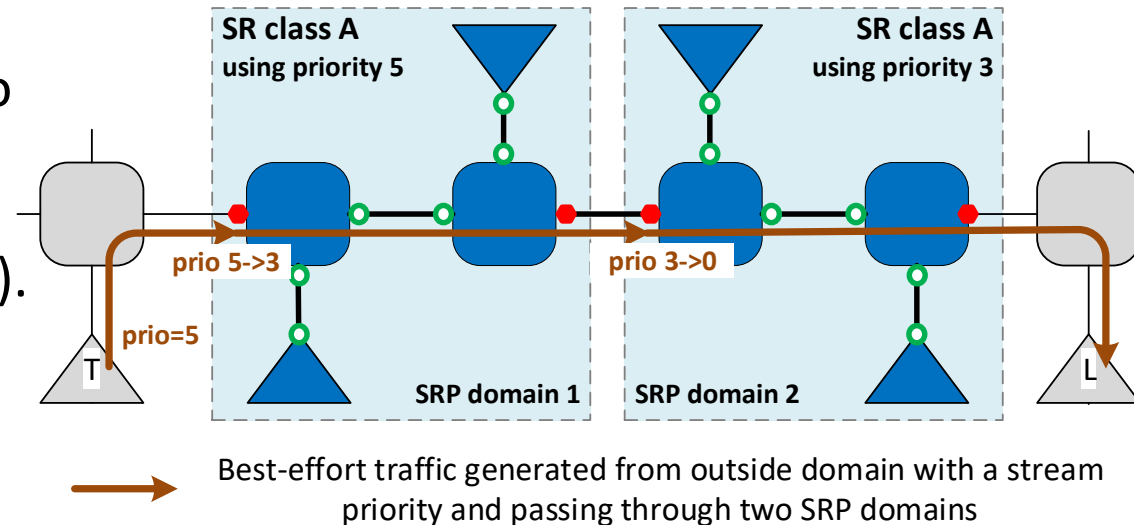 SR class A
using priority 5
SR class A
using priority 3
o
).
prio 5->3
prio 3->0
prio=5
T
L
SRP domain 1
SRP domain 2
Best-effort traffic generated from outside domain with a stream
priority and passing through two SRP domains